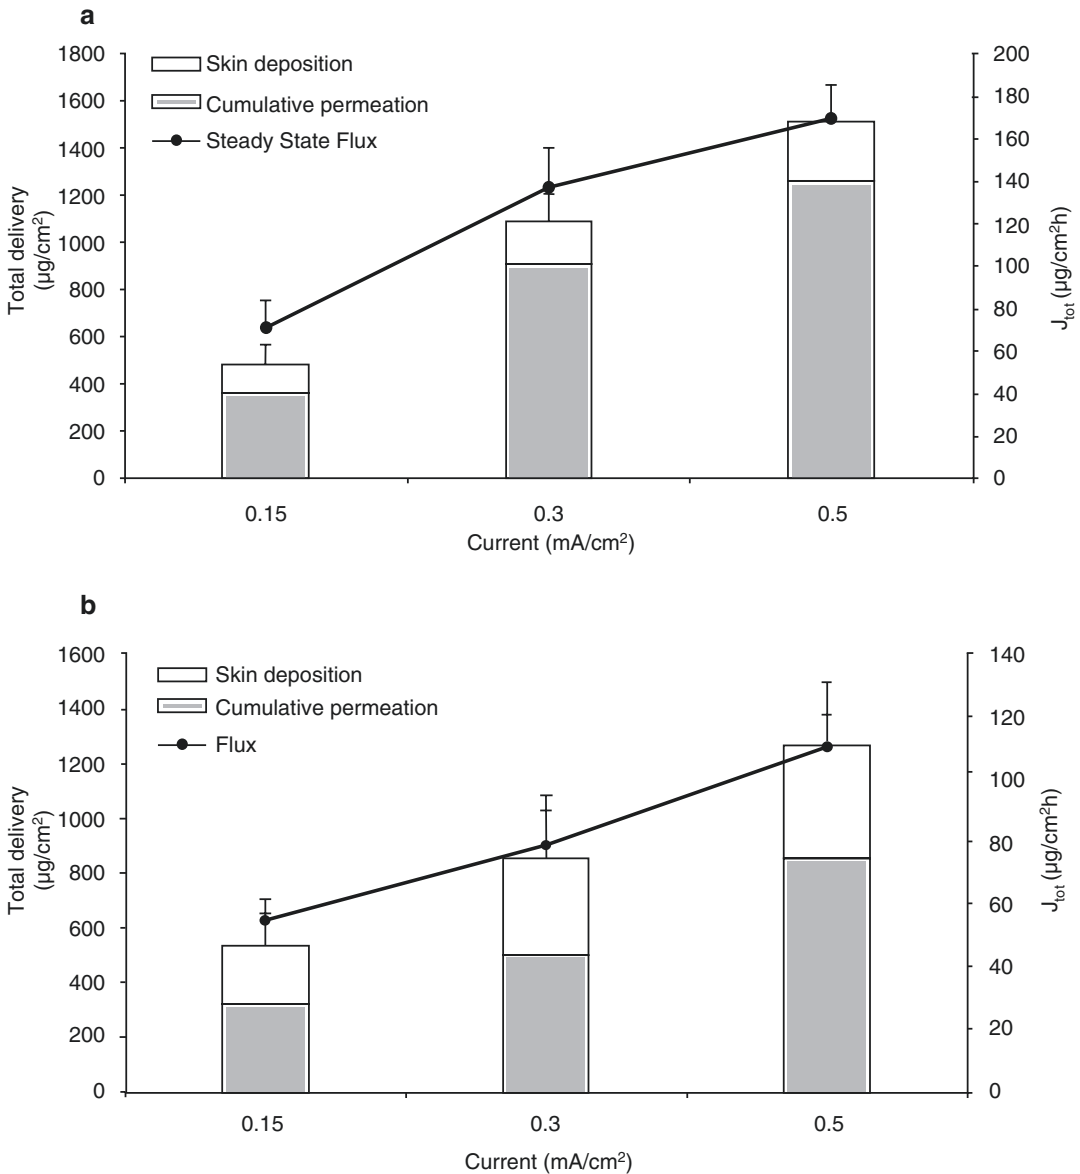 a
1800
1600
1400
1200
1000
800
600
400
200
0
Total delivery
(µg/cm²)
Skin deposition
Cumulative permeation
Steady State Flux
200
180
160
140
120
100
80
60
40
20
0
Jtot (µg/cm²h)
0.15 0.3 0.5
Current (mA/cm²)
b
1600
1400
1200
1000
800
600
400
200
0
Total delivery
(µg/cm²)
Skin deposition
Cumulative permeation
Flux
140
120
100
80
60
40
20
0
Jtot (µg/cm²h)
0.15 0.3 0.5
Current (mA/cm²)